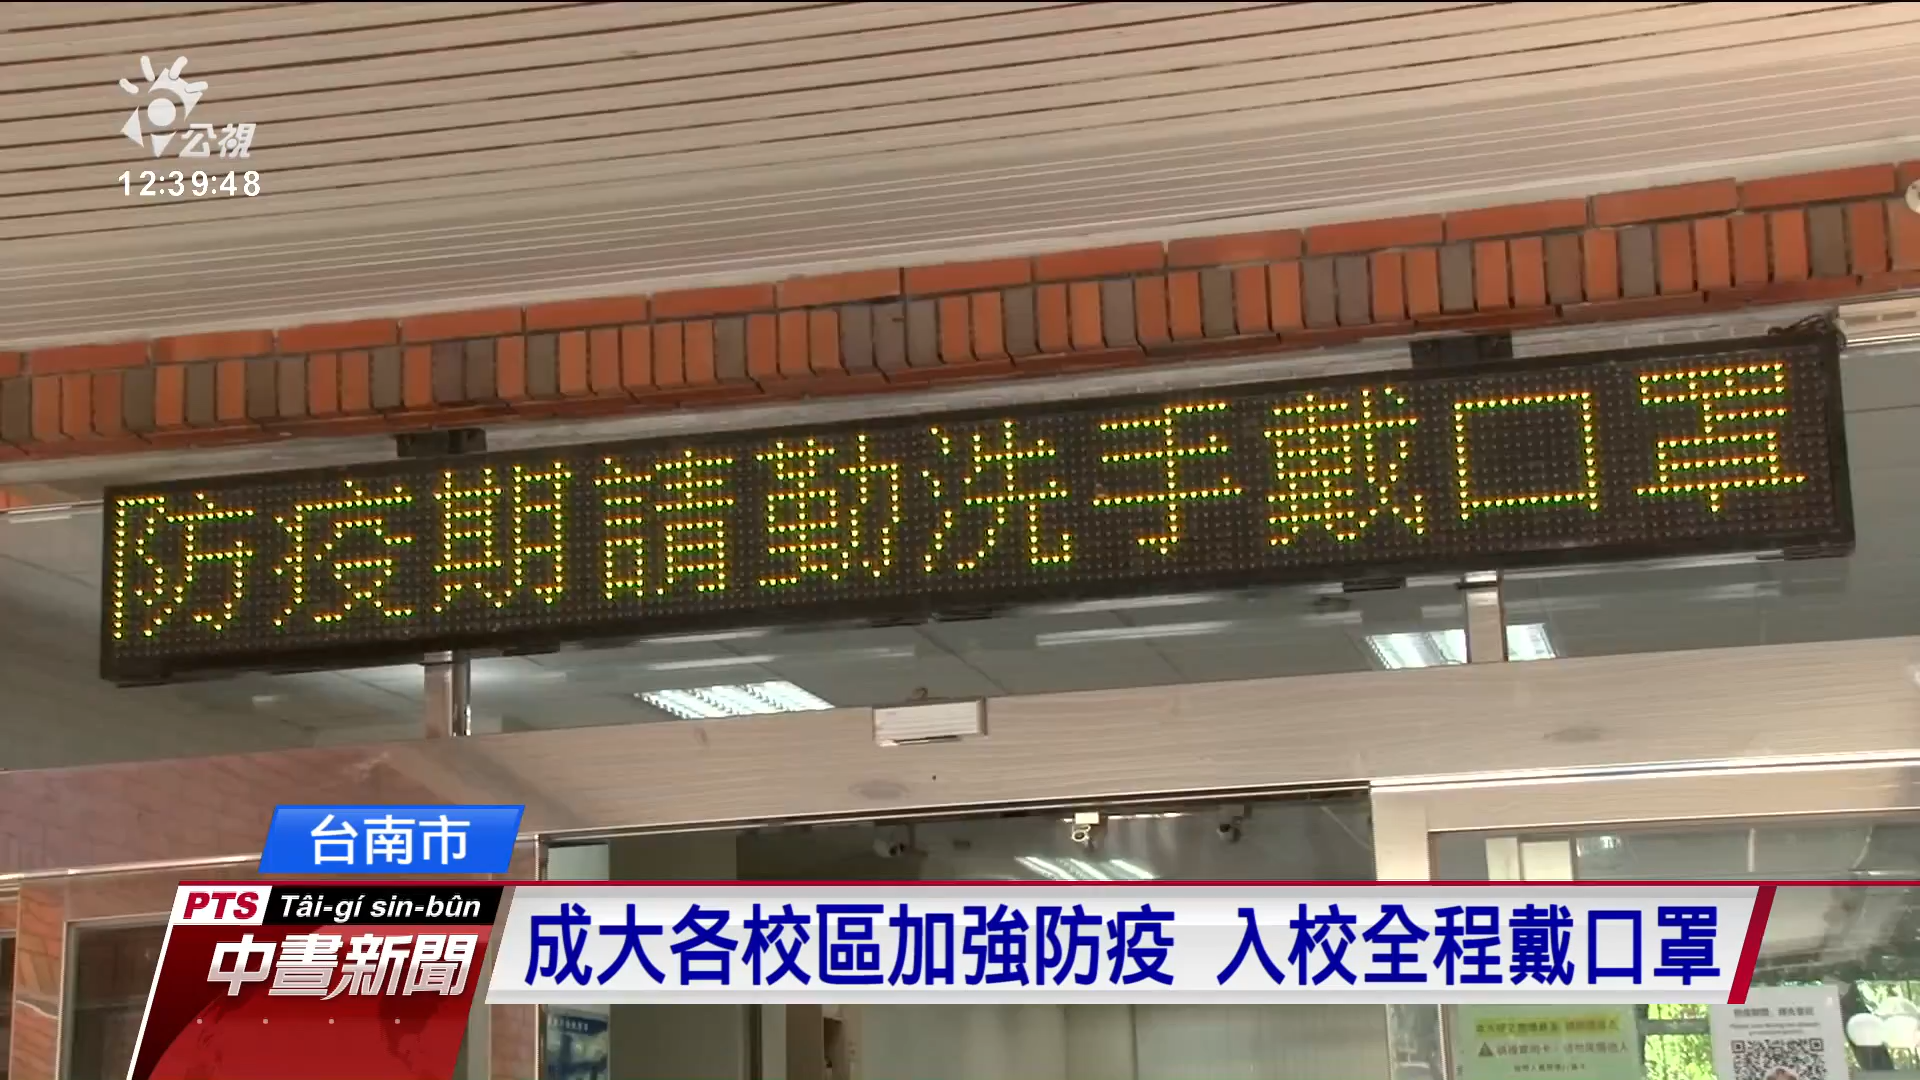 公視
12:39:48
防疫期請勤洗手戴口罩
台南市
PTS Tâi-gí sin-bûn
中晝新聞
成大各校區加強防疫 入校全程戴口罩